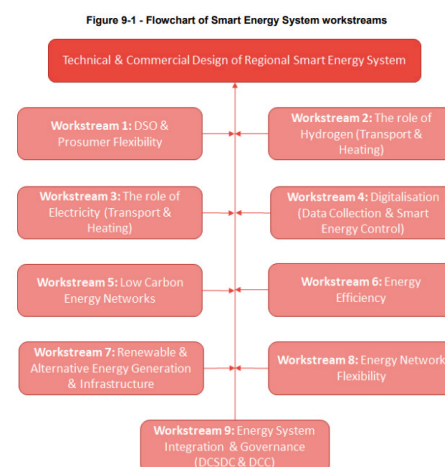 Figure 9-1 - Flowchart of Smart Energy System workstreams
Technical & Commercial Design of Regional Smart Energy System
Workstream 1: DSO &
Prosumer Flexibility
Workstream 2: The role of
Hydrogen (Transport &
Heating)
Workstream 3: The role of
Electricity (Transport &
Heating)
Workstream 4: Digitalisation
(Data Collection & Smart
Energy Control)
Workstream 5: Low Carbon
Energy Networks
Workstream 6: Energy
Efficiency
Workstream 7: Renewable &
Alternative Energy Generation
& Infrastructure
Workstream 8: Energy Network
Flexibility
Workstream 9: Energy System
Integration & Governance
(DCSDC & DCC)